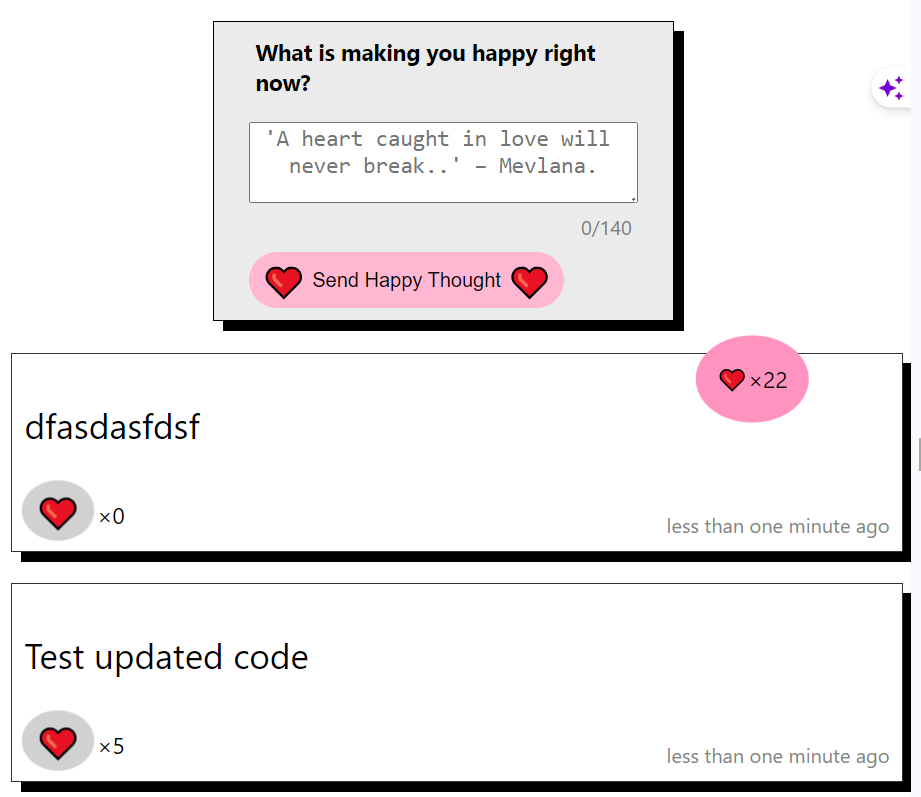 What is making you happy right
now?
'A heart caught in love will
never break..' – Mevlana.
0/140
Send Happy Thought
×22
dfasdasfdsf
×0
less than one minute ago
Test updated code
×5
less than one minute ago